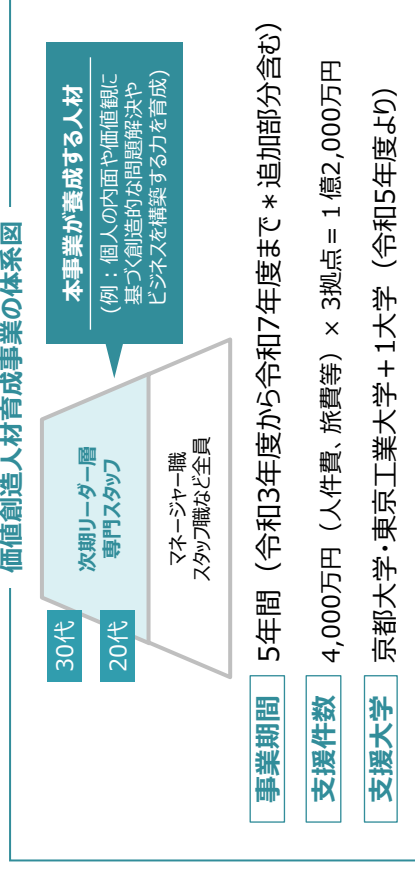 価値創造人材育成事業の体系図
30代
20代
次期リーダー層
専門スタッフ
マネージャー職
スタッフ職など全員
本事業が養成する人材
(例：個人の内面や価値観に
基づく創造的な問題解決や
ビジネスを構築する力を育成)
事業期間 5年間（令和3年度から令和7年度まで＊追加部分含む)
支援件数 4,000万円（人件費、旅費等）× 3拠点＝１億2,000万円
支援大学 京都大学・東京工業大学＋1大学（令和5年度より)